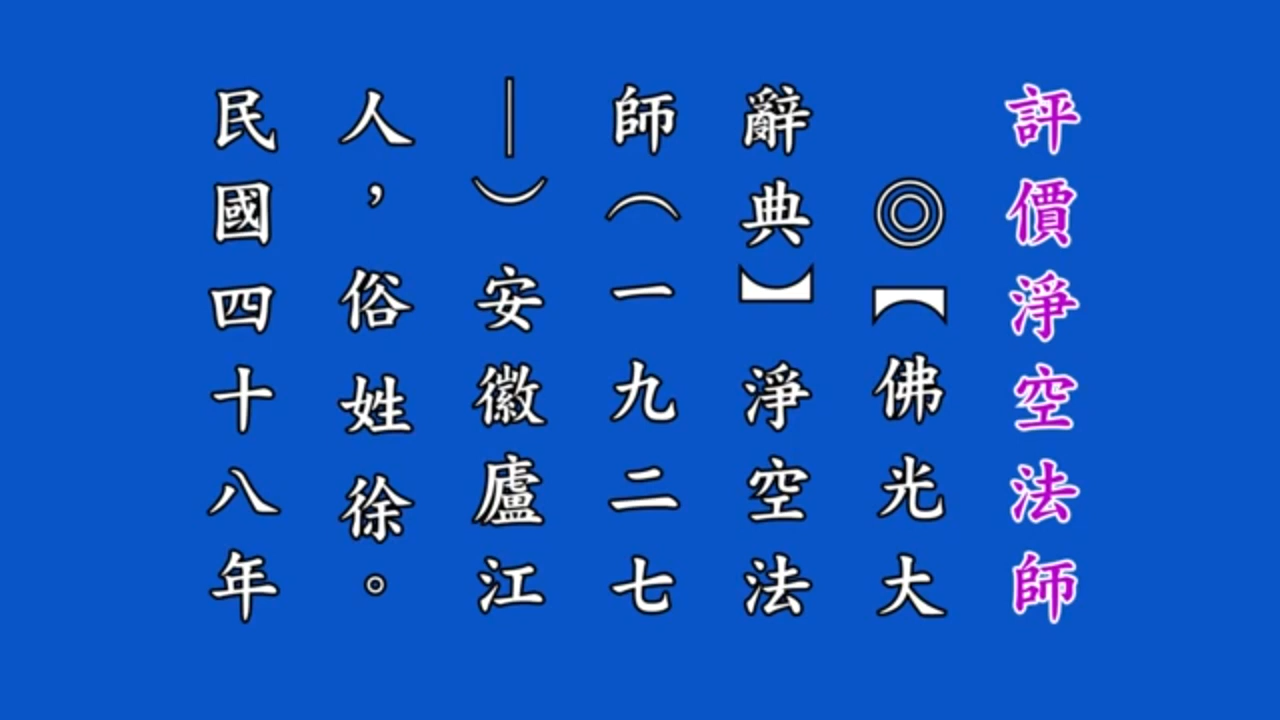 評價淨空法師
◎【佛光大
辭典】淨空法
師（一九二七
｜）安徽廬江
人，俗姓徐。
民國四十八年